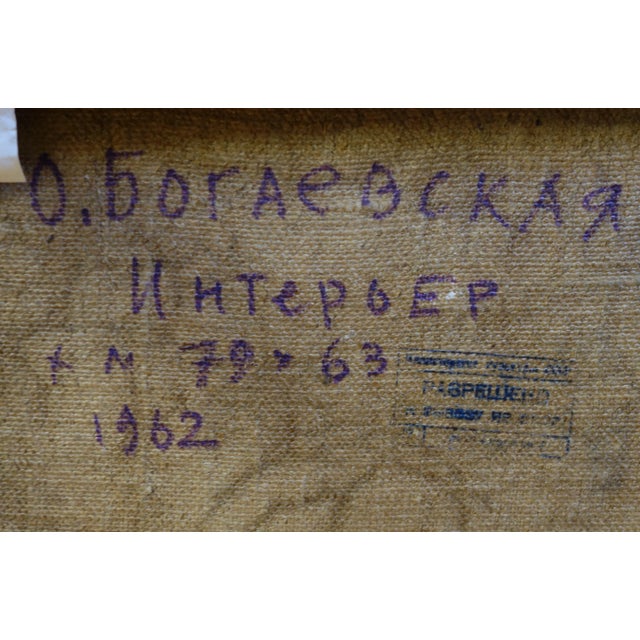 О. Богаевская
Интерьер
х м 79 × 63
1962
РАЗРЕШЕНО